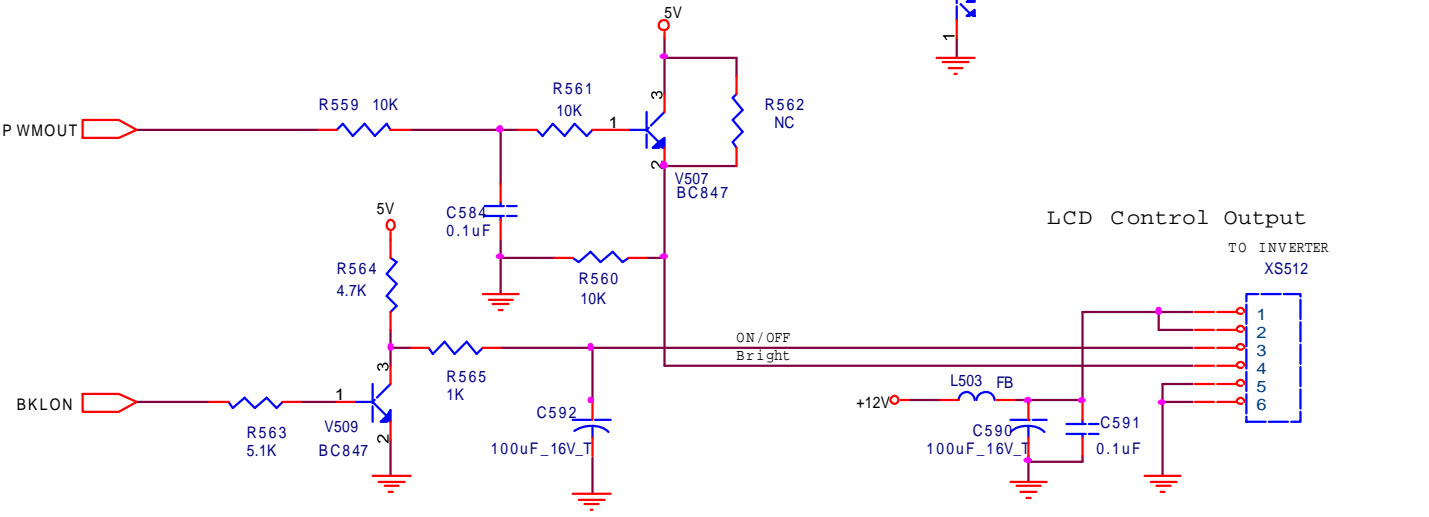 5V
1
R559 10K
R561
10K
3
R562
NC
P WMOUT
1
2
V507
BC847
5V
C584
0.1uF
LCD Control Output
TO INVERTER
XS512
R564
4.7K
R560
10K
1
2
3
4
5
6
ON/OFF
Bright
3
R565
1K
BKLON
1
R563
5.1K
V509
BC847
2
C592
100uF_16V_T
L503 FB
+12V
C590
100uF_16V_T
C591
0.1uF